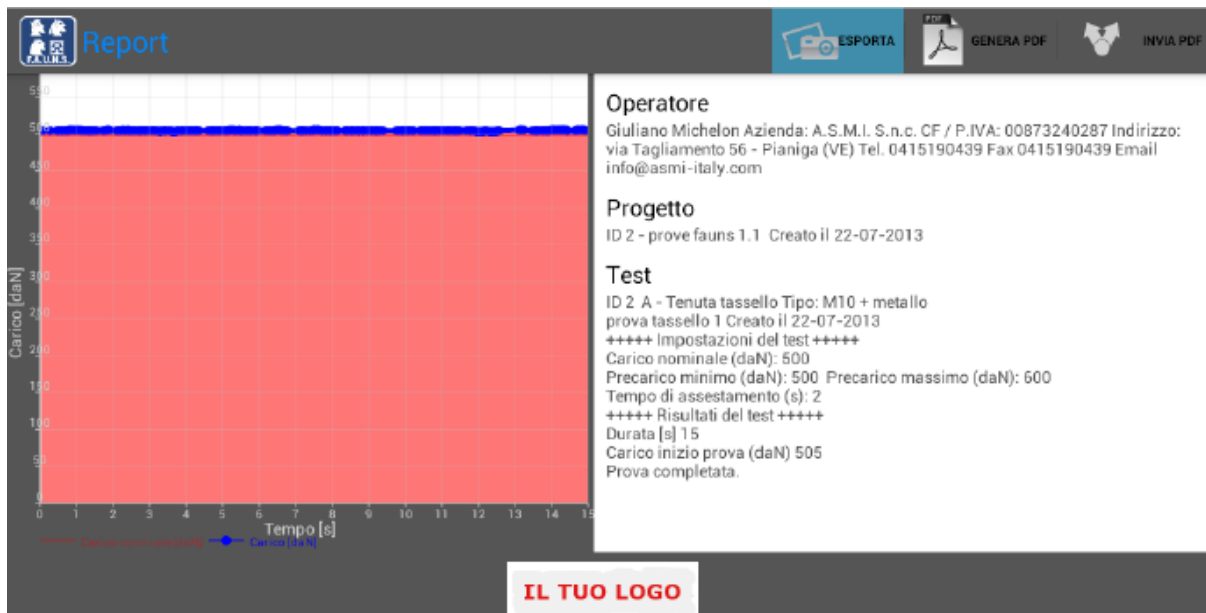 F.A.U.N.S.
Report
ESPORTA
PDF
GENERA PDF
INVIA PDF
550
500
450
400
350
300
250
200
150
100
50
0
Carico [daN]
0 1 2 3 4 5 6 7 8 9 10 11 12 13 14 15
Tempo [s]
Carico [daN]
Operatore
Giuliano Michelon Azienda: A.S.M.I. S.n.c. CF / P.IVA: 00873240287 Indirizzo:
via Tagliamento 56 - Pianiga (VE) Tel. 0415190439 Fax 0415190439 Email
info@asmi-italy.com
Progetto
ID 2 - prove fauns 1.1 Creato il 22-07-2013
Test
ID 2 A - Tenuta tassello Tipo: M10 + metallo
prova tassello 1 Creato il 22-07-2013
+++++ Impostazioni del test +++++
Carico nominale (daN): 500
Precarico minimo (daN): 500 Precarico massimo (daN): 600
Tempo di assestamento (s): 2
+++++ Risultati del test +++++
Durata [s] 15
Carico inizio prova (daN) 505
Prova completata.
IL TUO LOGO